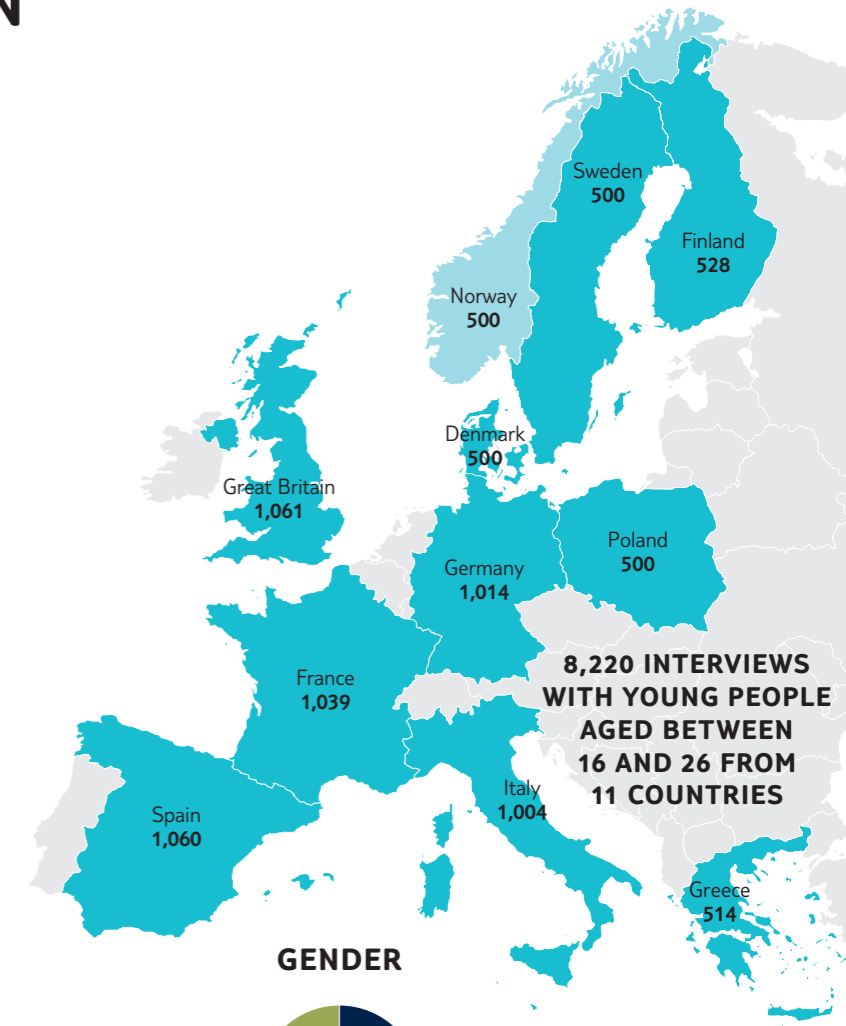 N
Sweden
500
Finland
528
Norway
500
Denmark
500
Great Britain
1,061
Poland
500
Germany
1,014
8,220 INTERVIEWS
WITH YOUNG PEOPLE
AGED BETWEEN
16 AND 26 FROM
11 COUNTRIES
France
1,039
Italy
1,004
Spain
1,060
Greece
514
GENDER